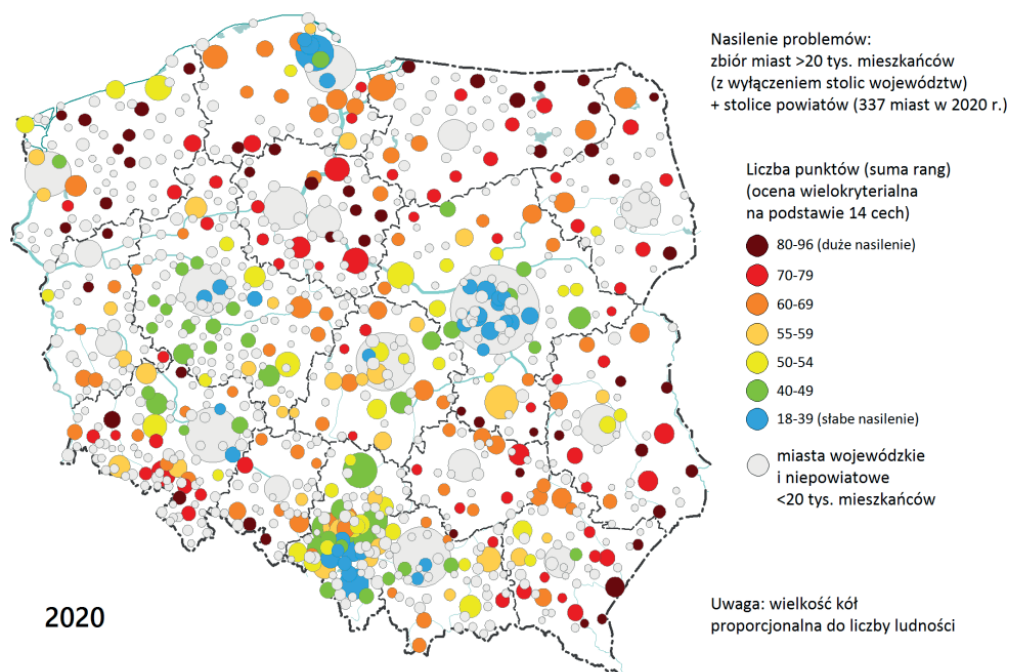 Nasilenie problemów:
zbiór miast >20 tys. mieszkańców
(z wyłączeniem stolic województw)
+ stolice powiatów (337 miast w 2020 r.)
Liczba punktów (suma rang)
(ocena wielokryterialna
na podstawie 14 cech)
80-96 (duże nasilenie)
70-79
60-69
55-59
50-54
40-49
18-39 (słabe nasilenie)
miasta wojewódzkie
i niepowiatowe
<20 tys. mieszkańców
2020
Uwaga: wielkość kół
proporcjonalna do liczby ludności